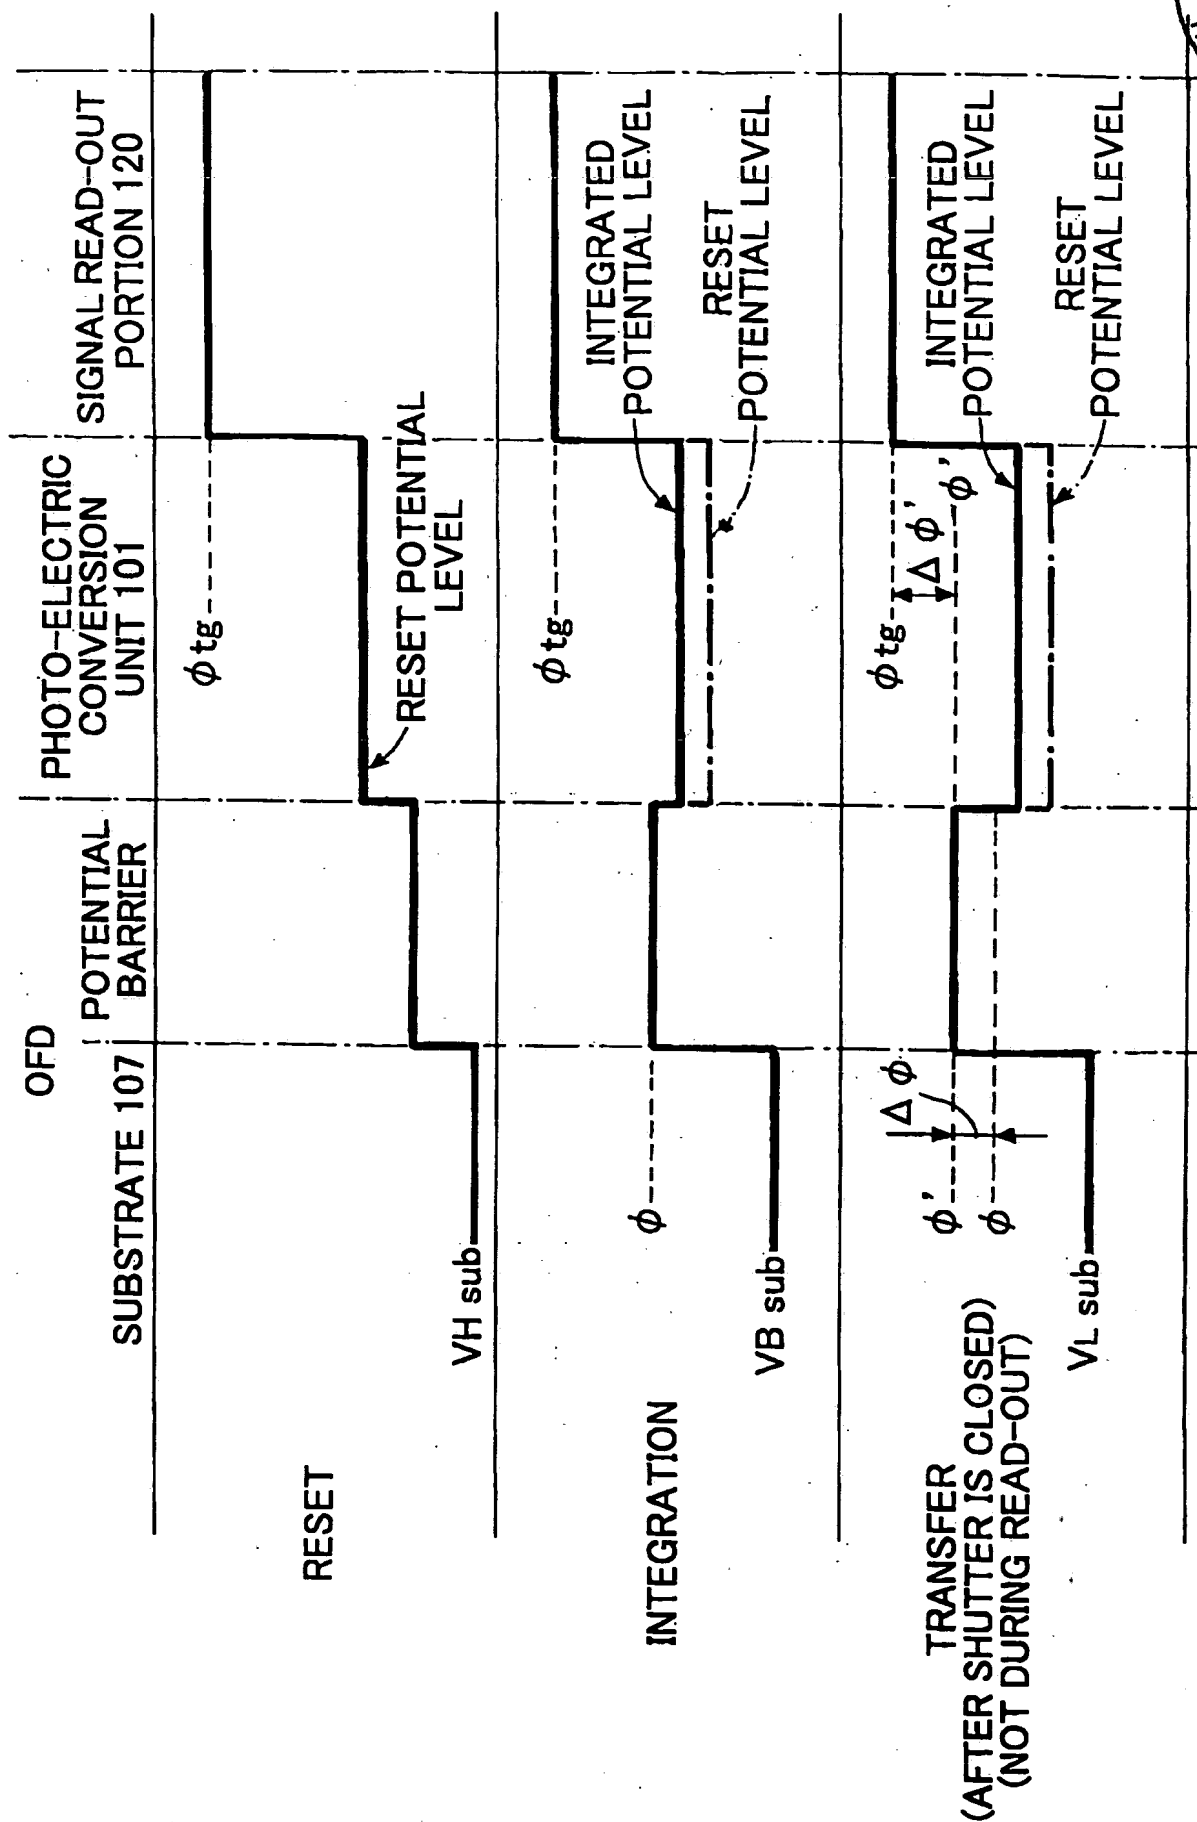 OFD
SUBSTRATE 107
POTENTIAL
BARRIER
PHOTO-ELECTRIC
CONVERSION
UNIT 101
SIGNAL READ-OUT
PORTION 120
RESET
VH sub
ϕtg
RESET POTENTIAL
LEVEL
INTEGRATION
ϕ
VB sub
ϕtg
INTEGRATED
POTENTIAL LEVEL
RESET
POTENTIAL LEVEL
TRANSFER
(AFTER SHUTTER IS CLOSED)
(NOT DURING READ-OUT)
ϕ'
ϕ
Δϕ
VL sub
ϕtg
Δϕ'
ϕ'
INTEGRATED
POTENTIAL LEVEL
RESET
POTENTIAL LEVEL